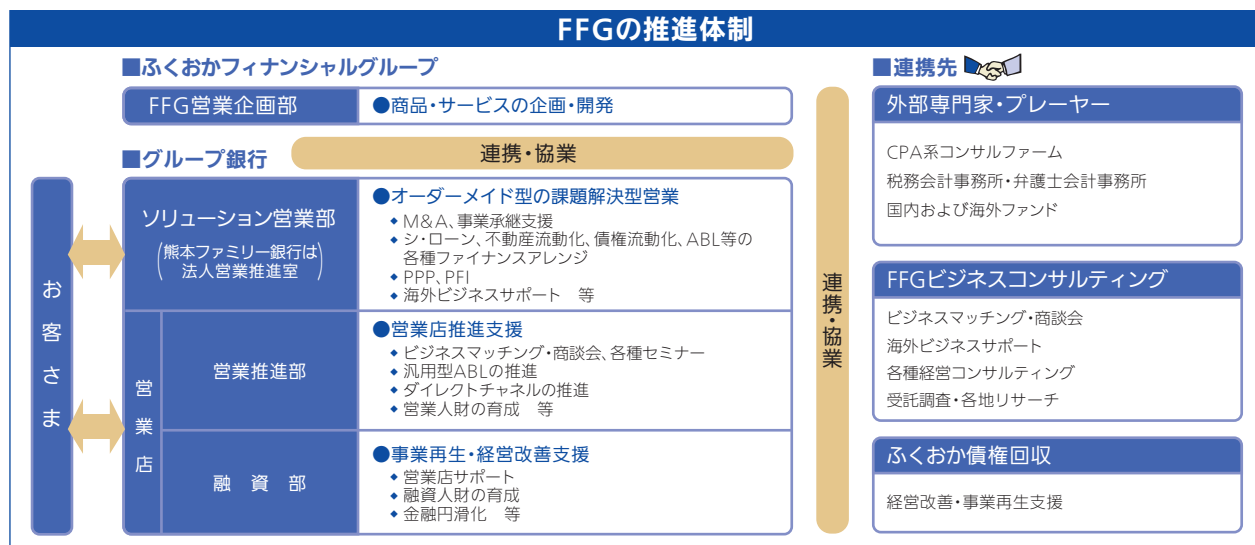 FFGの推進体制
■ふくおかフィナンシャルグループ
FFG営業企画部
●商品・サービスの企画・開発
■グループ銀行
連携・協業
お客さま
ソリューション営業部
(熊本ファミリー銀行は
法人営業推進室)
●オーダーメイド型の課題解決型営業
◆M&A、事業承継支援
◆シ・ローン、不動産流動化、債権流動化、ABL等の
各種ファイナンスアレンジ
◆PPP、PFI
◆海外ビジネスサポート　等
営業店
営業推進部
●営業店推進支援
◆ビジネスマッチング・商談会、各種セミナー
◆汎用型ABLの推進
◆ダイレクトチャネルの推進
◆営業人財の育成　等
融資部
●事業再生・経営改善支援
◆営業店サポート
◆融資人財の育成
◆金融円滑化　等
連携・協業
■連携先
外部専門家・プレーヤー
CPA系コンサルファーム
税務会計事務所・弁護士会計事務所
国内および海外ファンド
FFGビジネスコンサルティング
ビジネスマッチング・商談会
海外ビジネスサポート
各種経営コンサルティング
受託調査・各地リサーチ
ふくおか債権回収
経営改善・事業再生支援